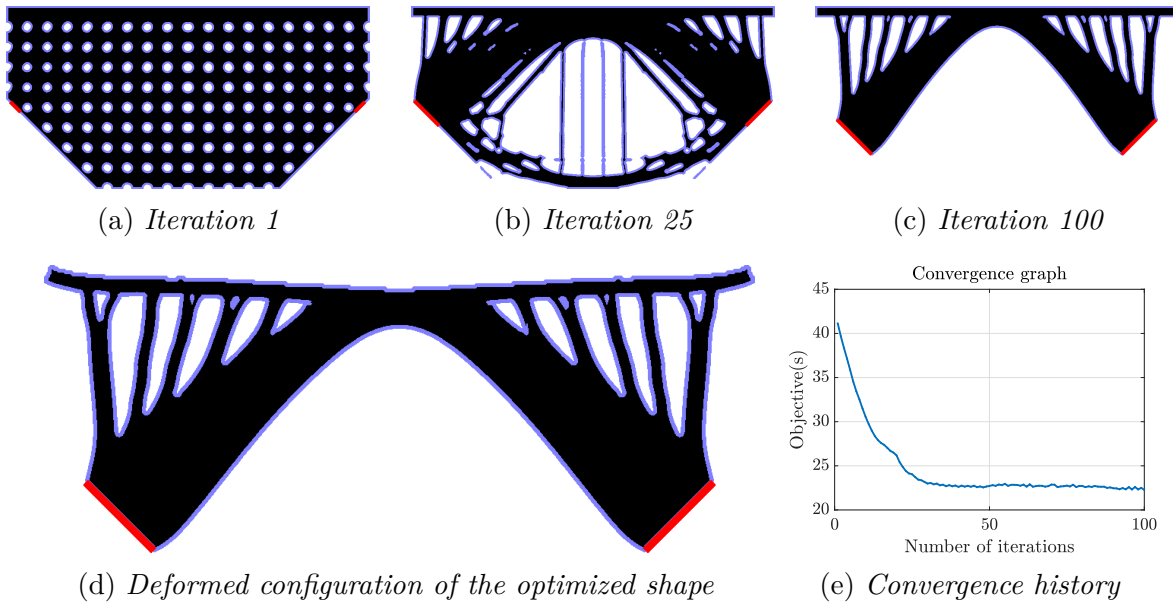 (a) Iteration 1
(b) Iteration 25
(c) Iteration 100
(d) Deformed configuration of the optimized shape
Convergence graph
Objective(s)
45
40
35
30
25
20
0
50
100
Number of iterations
(e) Convergence history